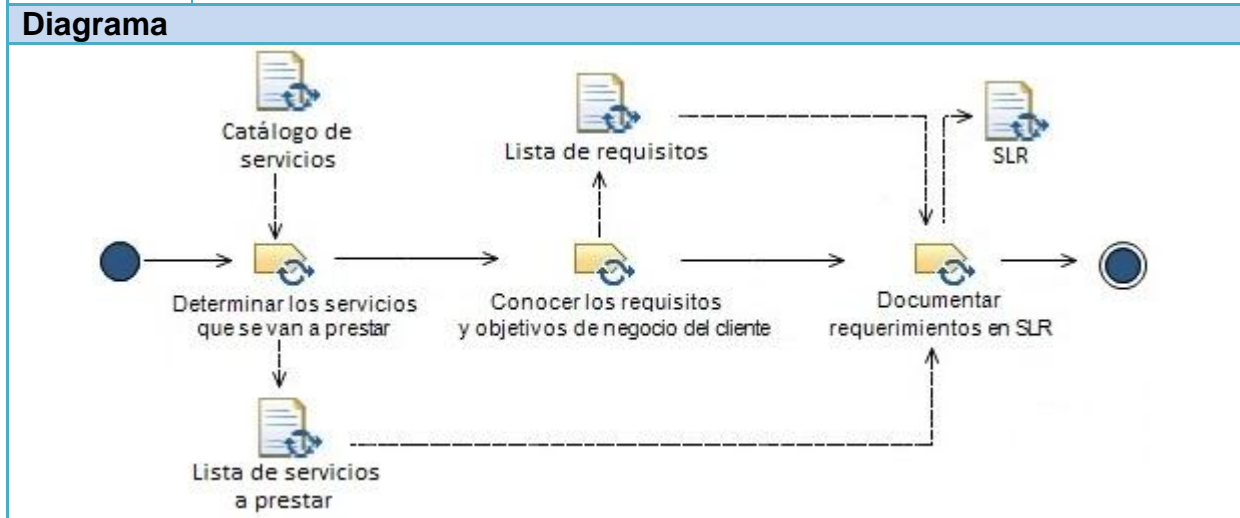 Diagrama
Catálogo de
servicios
Lista de requisitos
SLR
Determinar los servicios
que se van a prestar
Conocer los requisitos
y objetivos de negocio del cliente
Documentar
requerimientos en SLR
Lista de servicios
a prestar